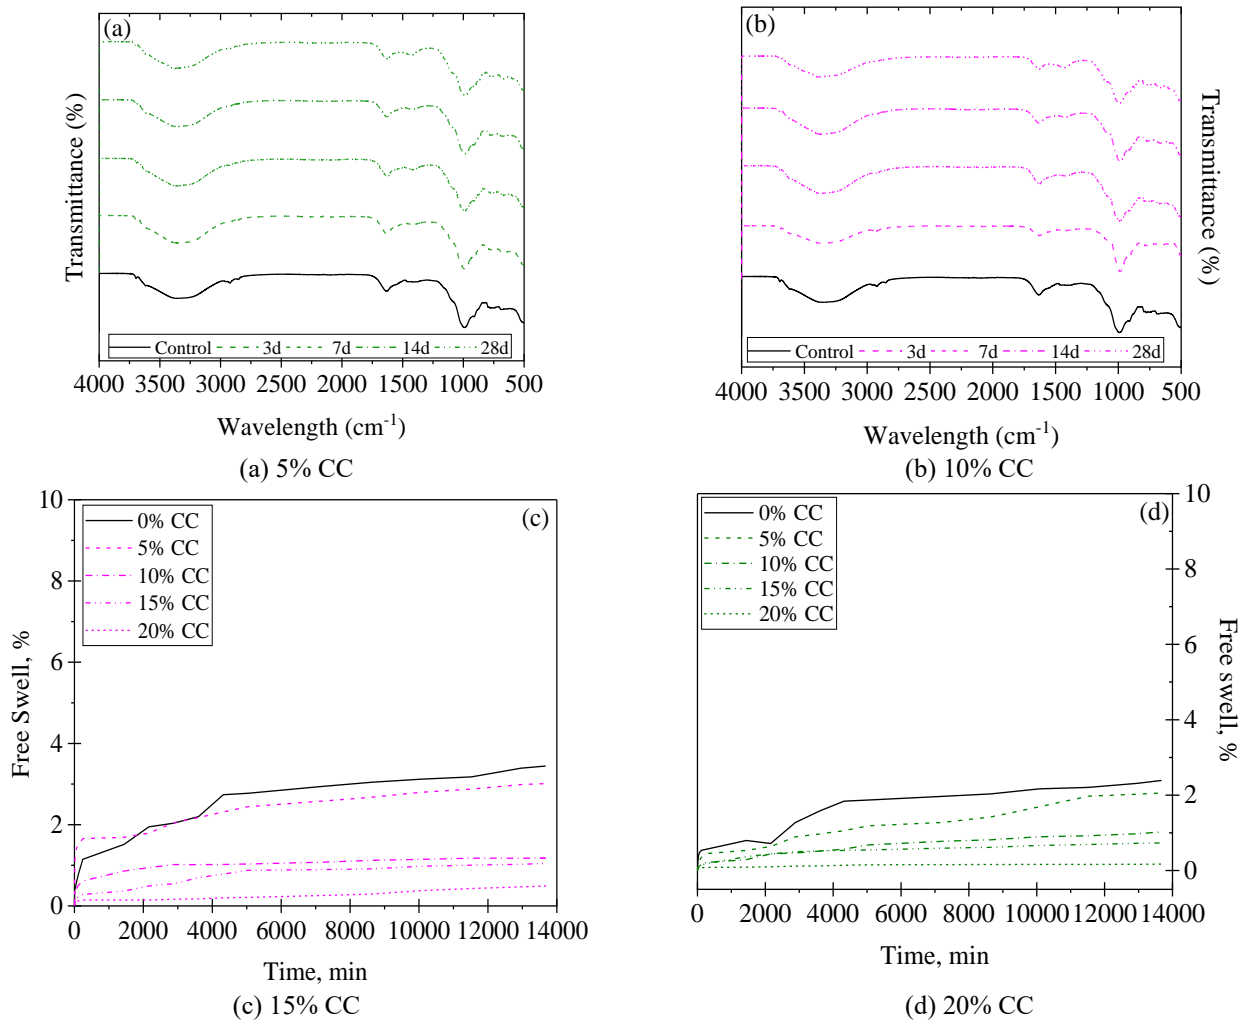 (a)
Transmittance (%)
Control 3d 7d 14d 28d
4000 3500 3000 2500 2000 1500 1000 500
Wavelength (cm⁻¹)
(a) 5% CC
(b)
Transmittance (%)
Control 3d 7d 14d 28d
4000 3500 3000 2500 2000 1500 1000 500
Wavelength (cm⁻¹)
(b) 10% CC
(c)
0% CC
5% CC
10% CC
15% CC
20% CC
10
8
6
4
2
0
Free Swell, %
0 2000 4000 6000 8000 10000 12000 14000
Time, min
(c) 15% CC
(d)
0% CC
5% CC
10% CC
15% CC
20% CC
10
8
6
4
2
0
Free swell, %
0 2000 4000 6000 8000 10000 12000 14000
Time, min
(d) 20% CC